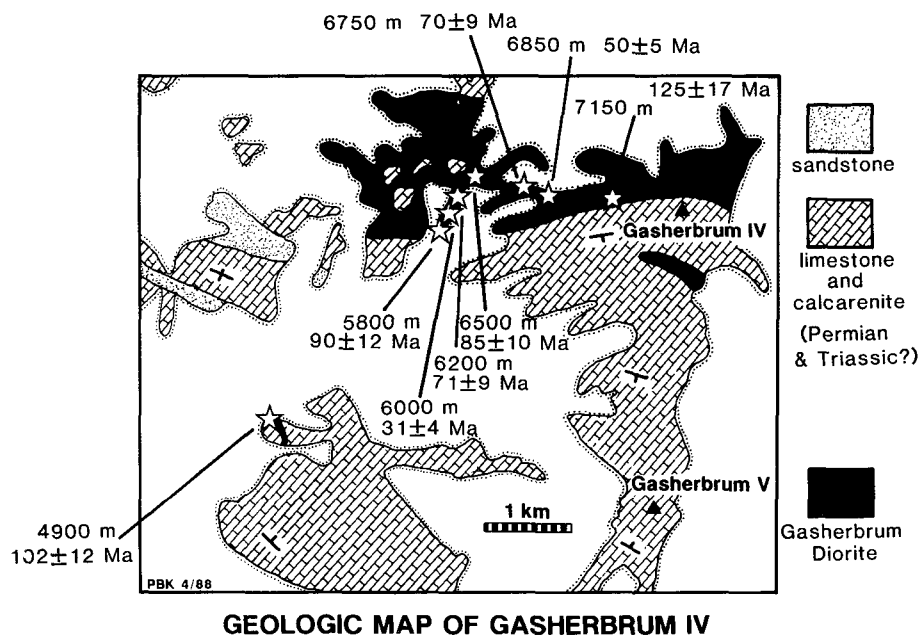 6750 m 70±9 Ma
6850 m 50±5 Ma
125±17 Ma
7150 m
sandstone
Gasherbrum IV
limestone
and
calcarenite
(Permian
& Triassic?)
5800 m
90±12 Ma
6500 m
85±10 Ma
6200 m
71±9 Ma
6000 m
31±4 Ma
Gasherbrum V
1 km
4900 m
102±12 Ma
Gasherbrum
Diorite
PBK 4/88
GEOLOGIC MAP OF GASHERBRUM IV